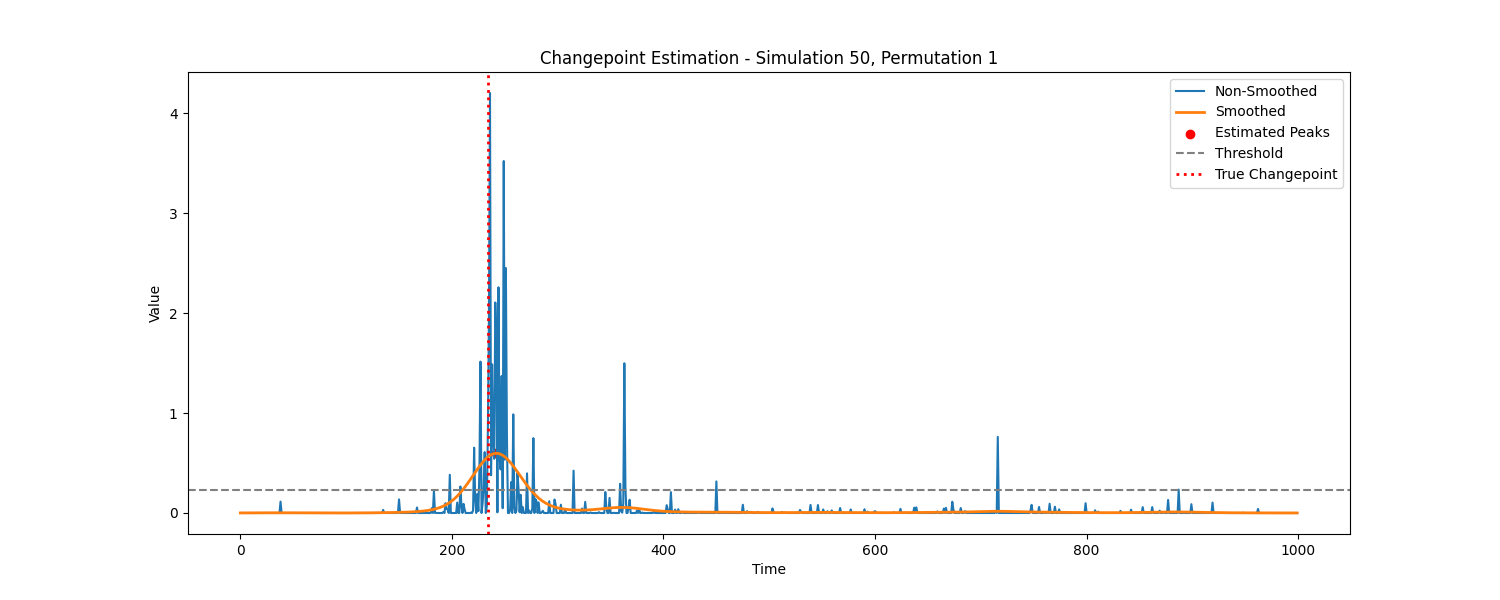 Changepoint Estimation - Simulation 50, Permutation 1
Non-Smoothed
Smoothed
Estimated Peaks
Threshold
True Changepoint
Value
4
3
2
1
0
0 200 400 600 800 1000
Time